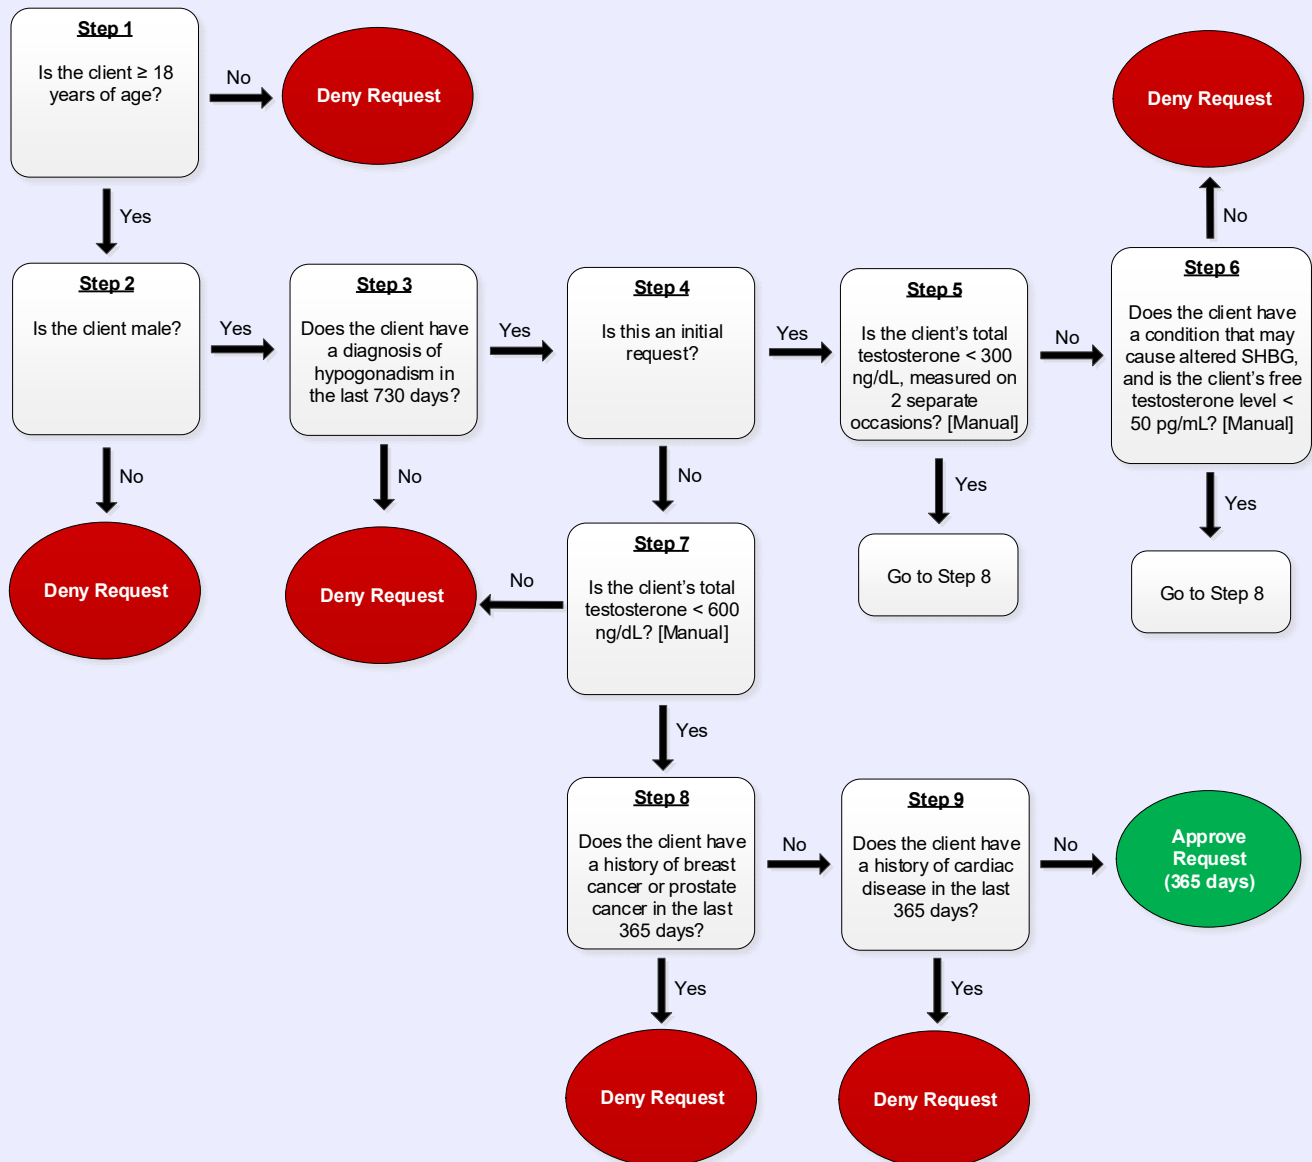 Step 1
Is the client ≥ 18
years of age?
No
Deny Request
Deny Request
Yes
No
Step 2
Is the client male?
Yes
Step 3
Does the client have
a diagnosis of
hypogonadism in
the last 730 days?
Yes
Step 4
Is this an initial
request?
Yes
Step 5
Is the client’s total
testosterone < 300
ng/dL, measured on
2 separate
occasions? [Manual]
No
Step 6
Does the client have
a condition that may
cause altered SHBG,
and is the client’s free
testosterone level <
50 pg/mL? [Manual]
No
No
No
Yes
Yes
Deny Request
Deny Request
No
Step 7
Is the client’s total
testosterone < 600
ng/dL? [Manual]
Go to Step 8
Go to Step 8
Yes
Step 8
Does the client have
a history of breast
cancer or prostate
cancer in the last
365 days?
No
Step 9
Does the client have
a history of cardiac
disease in the last
365 days?
No
Approve
Request
(365 days)
Yes
Yes
Deny Request
Deny Request